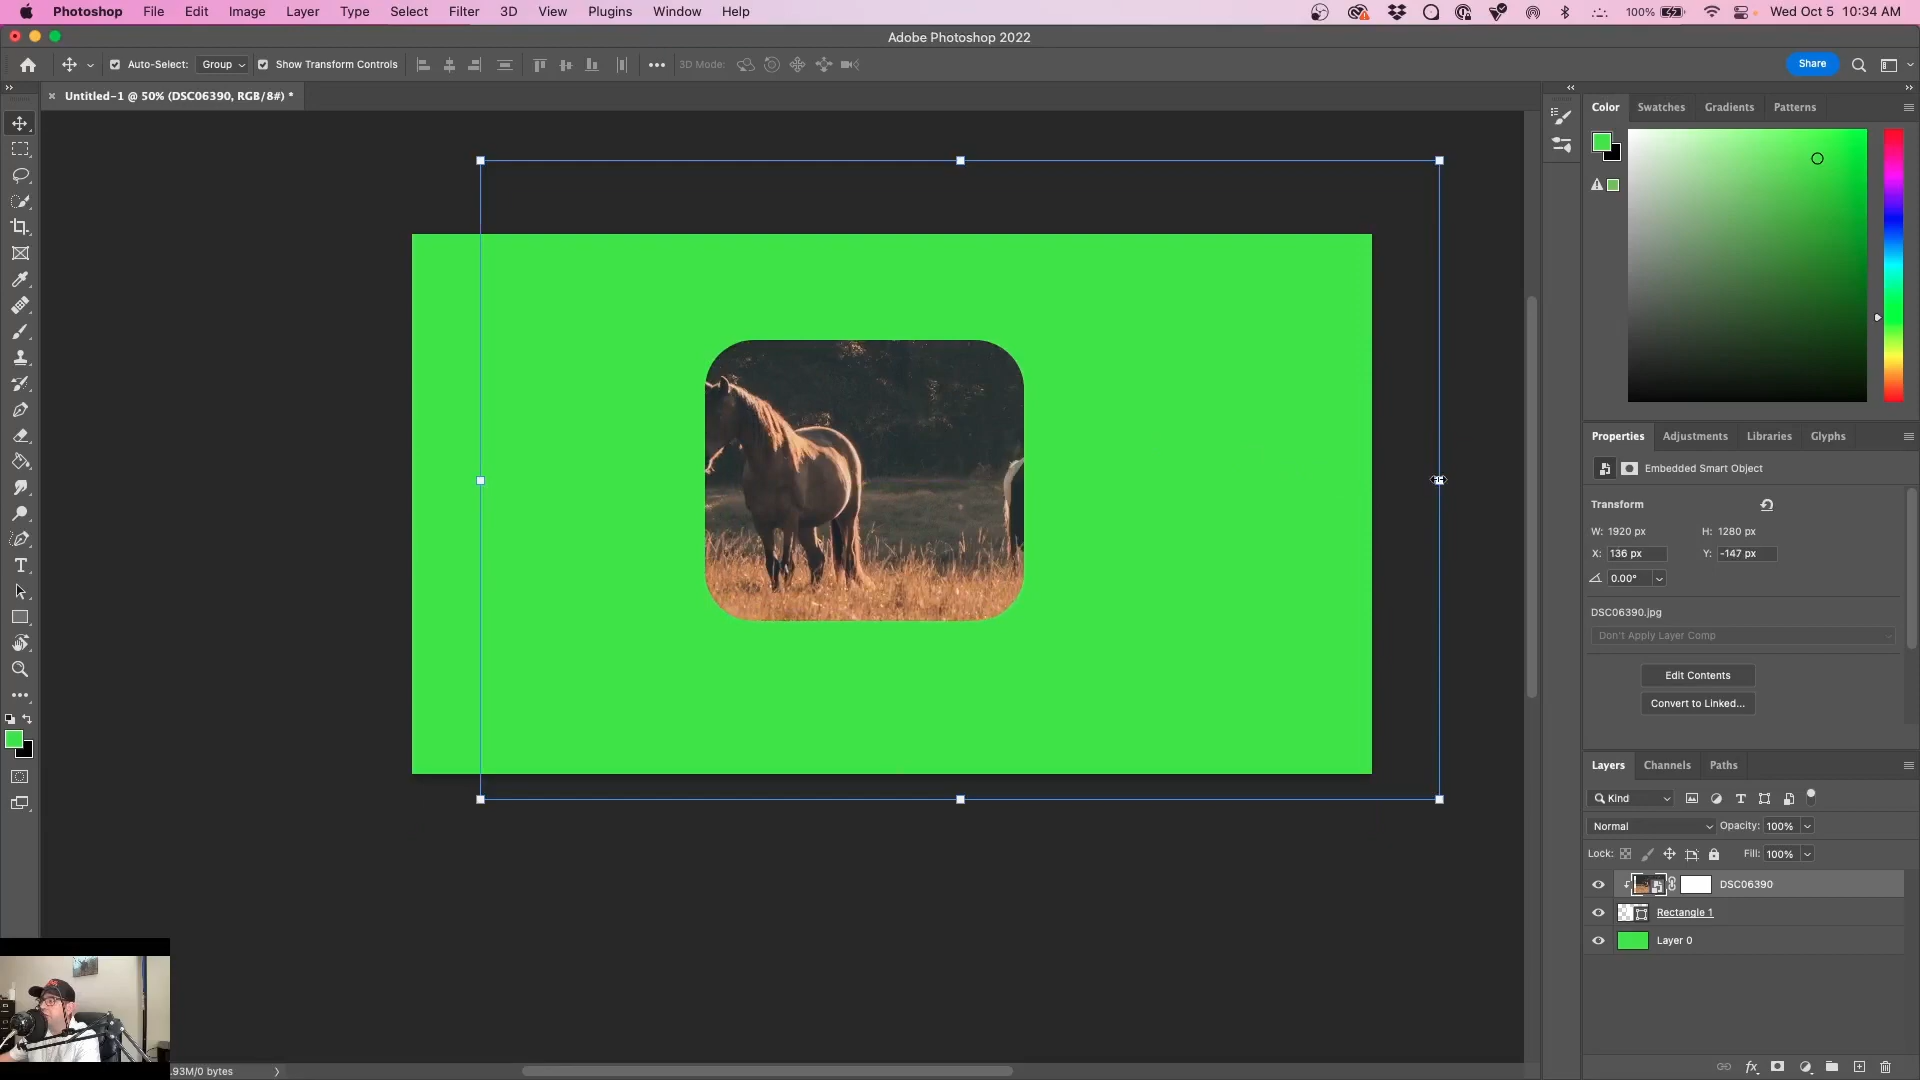 Photoshop File Edit Image Layer Type Select Filter 3D View Plugins Window Help 100% Wed Oct 5 10:34 AM
Adobe Photoshop 2022
Auto-Select: Group Show Transform Controls 3D Mode: Share
Untitled-1 @ 50% (DSC06390, RGB/8#) *
Color Swatches Gradients Patterns
Properties Adjustments Libraries Glyphs
Embedded Smart Object
Transform
W: 1920 px H: 1280 px
X: 136 px Y: -147 px
0.00°
DSC06390.jpg
Don't Apply Layer Comp
Edit Contents
Convert to Linked...
Layers Channels Paths
Kind
Normal Opacity: 100%
Lock: Fill: 100%
DSC06390
Rectangle 1
Layer 0
.93M/0 bytes